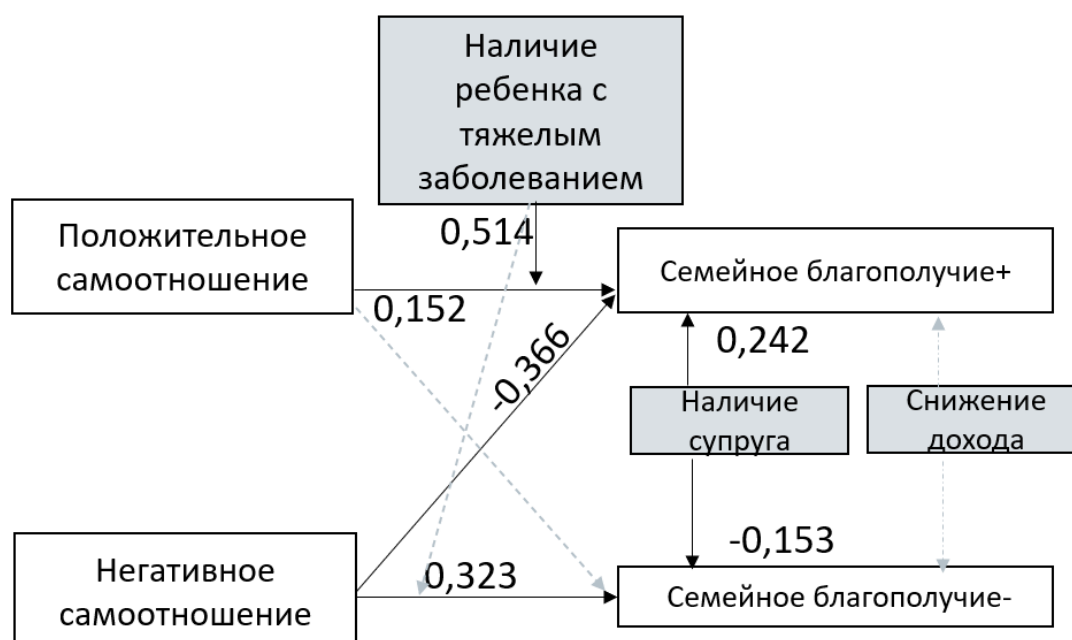 Наличие
ребенка с
тяжелым
заболеванием
0,514
Положительное
самоотношение
0,152
Семейное благополучие+
-0,366
0,242
Наличие
супруга
Снижение
дохода
-0,153
Негативное
самоотношение
0,323
Семейное благополучие-